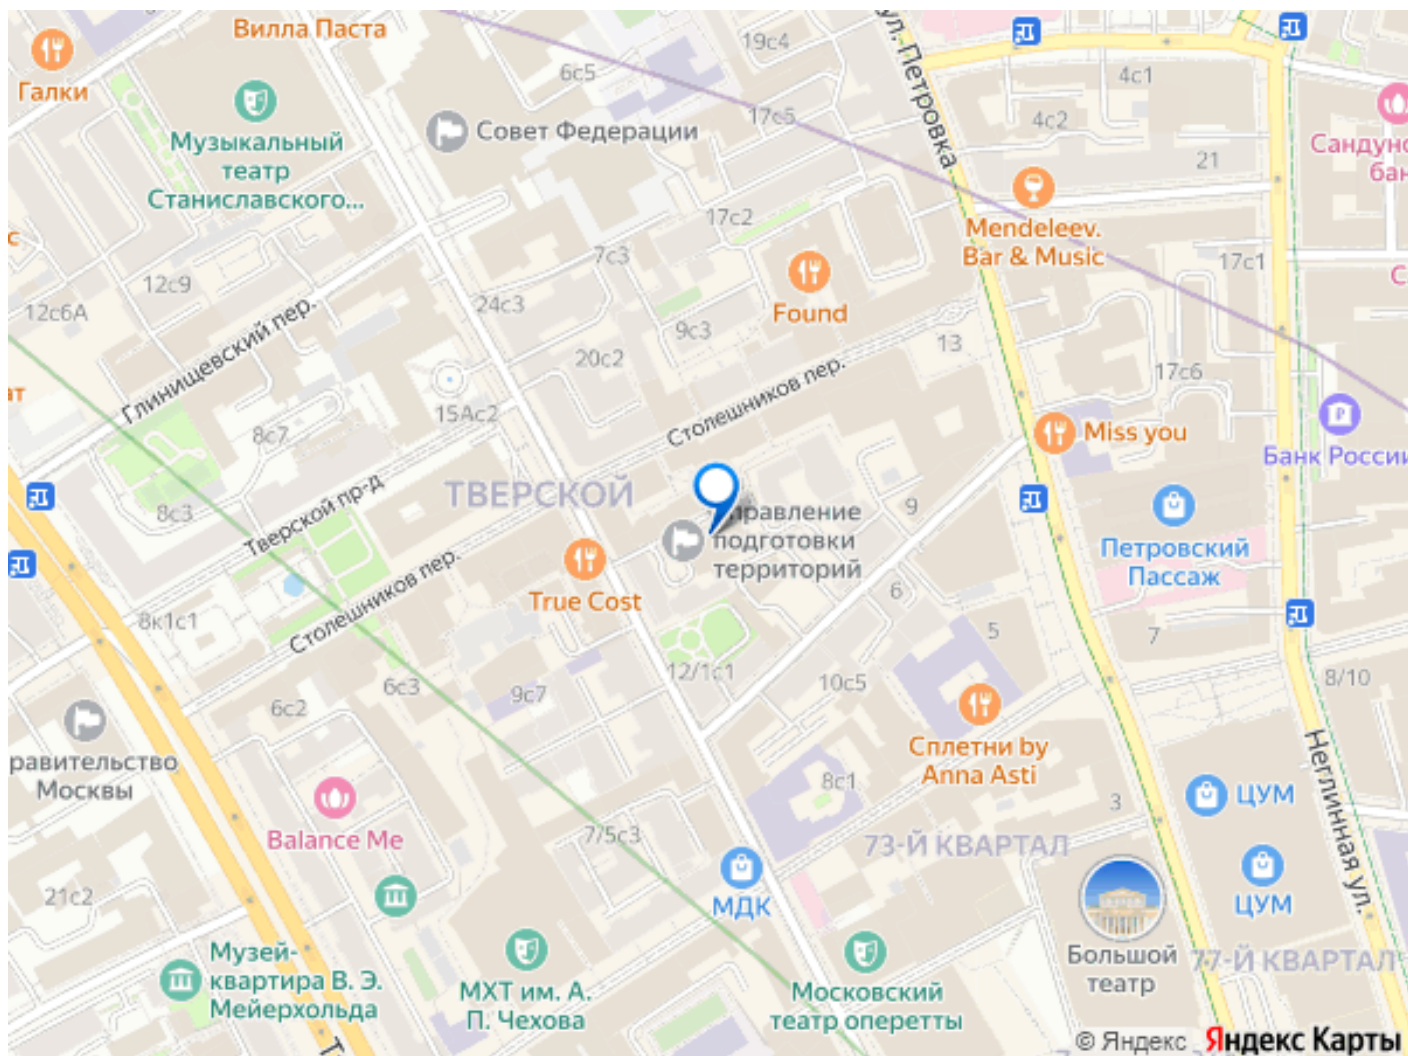 Вилла Паста
Галки
19с4
6с5
ул. Петровка
4с1
4с2
17с5
Совет Федерации
Музыкальный
театр
Станиславского...
21
Mendeleev.
Bar & Music
17с2
7с3
12с9
12с6А
24с3
17с1
Found
9с3
20с2
13
17с6
Глинищевский пер.
Столешников пер.
15Ас2
8с7
Miss you
Банк России
ТВЕРСКОЙ
8с3
Тверской пр-д
9
подготовки
территорий
Петровский
Пассаж
Столешников пер.
True Cost
6
8к1с1
5
7
12/1с1
6с3
9с7
10с5
8/10
6с2
Сплетни by
Anna Asti
Москвы
8с1
3
ЦУМ
Неглинная ул.
Balance Me
7/5с3
73-Й КВАРТАЛ
21с2
МДК
ЦУМ
Музей-
квартира В. Э.
Мейерхольда
МХТ им. А.
П. Чехова
Московский
театр оперетты
Большой
театр
77-Й КВАРТАЛ
© Яндекс Яндекс Карты